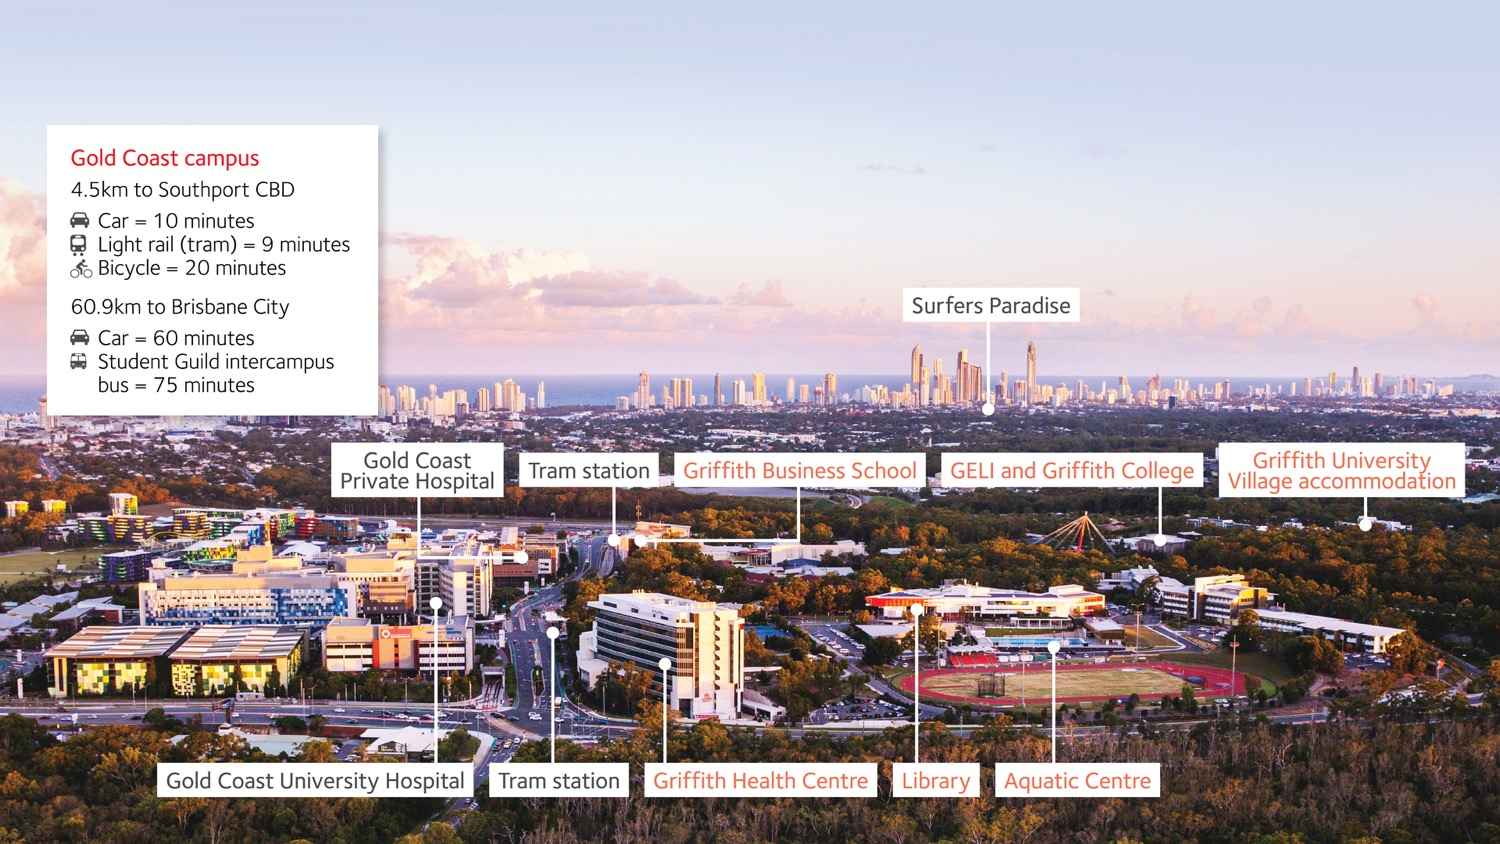 Gold Coast campus
4.5km to Southport CBD
Car = 10 minutes
Light rail (tram) = 9 minutes
Bicycle = 20 minutes
60.9km to Brisbane City
Car = 60 minutes
Student Guild intercampus
bus = 75 minutes
Surfers Paradise
Gold Coast
Private Hospital
Tram station
Griffith Business School
GELI and Griffith College
Griffith University
Village accommodation
Gold Coast University Hospital
Tram station
Griffith Health Centre
Library
Aquatic Centre